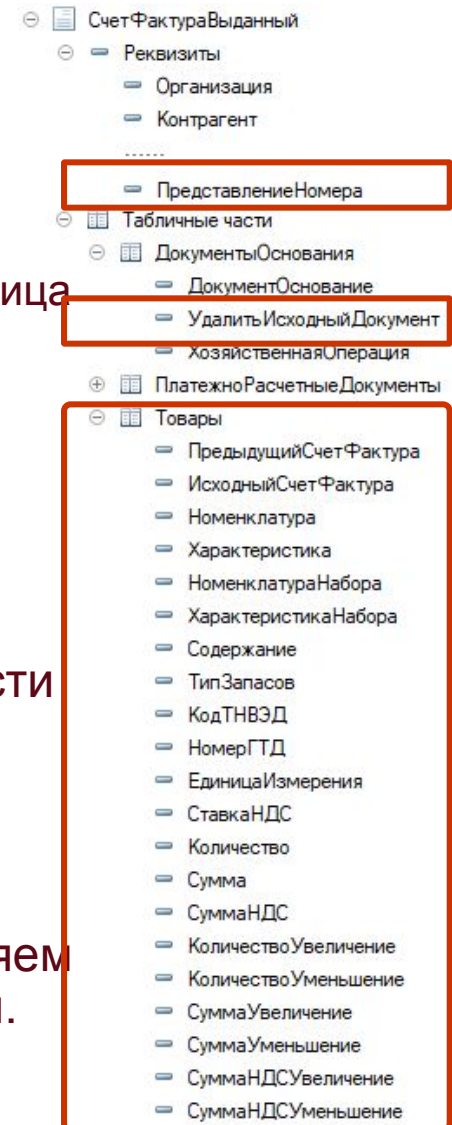 СчетФактураВыданный
Реквизиты
Организация
Контрагент
......
ПредставлениеНомера
Табличные части
ДокументыОснования
ДокументОснование
УдалитьИсходныйДокумент
ХозяйственнаяОперация
ПлатежноРасчетныеДокументы
Товары
ПредыдущийСчетФактура
ИсходныйСчетФактура
Номенклатура
Характеристика
НоменклатураНабора
ХарактеристикаНабора
Содержание
ТипЗапасов
КодТНВЭД
НомерГТД
ЕдиницаИзмерения
СтавкаНДС
Количество
Сумма
СуммаНДС
КоличествоУвеличение
КоличествоУменьшение
СуммаУвеличение
СуммаУменьшение
СуммаНДСУвеличение
СуммаНДСУменьшение